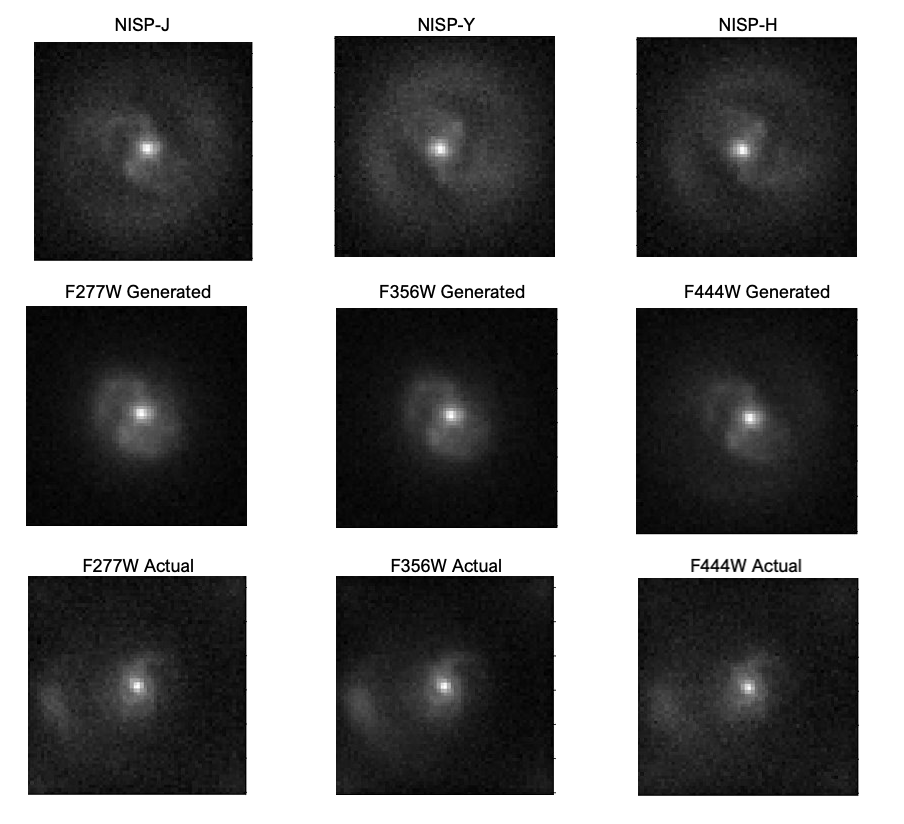 NISP-J
NISP-Y
NISP-H
F277W Generated
F356W Generated
F444W Generated
F277W Actual
F356W Actual
F444W Actual